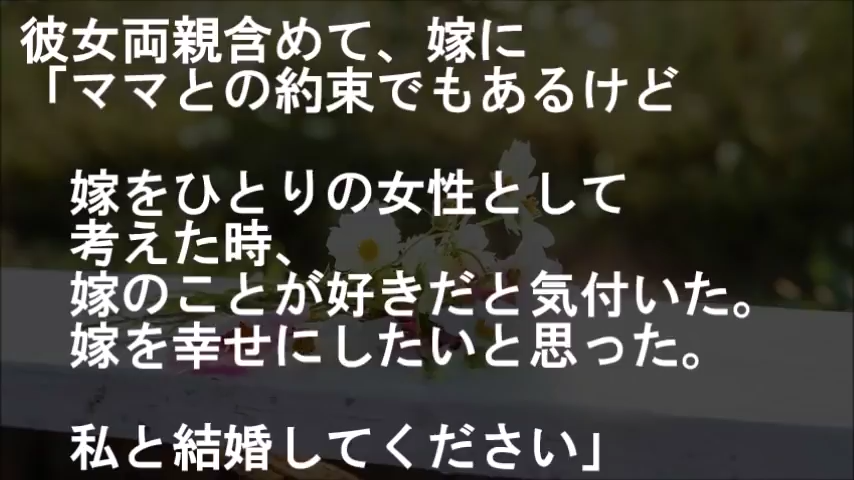 彼女両親含めて、嫁に
「ママとの約束でもあるけど
嫁をひとりの女性として
考えた時、
嫁のことが好きだと気付いた。
嫁を幸せにしたいと思った。
私と結婚してください」